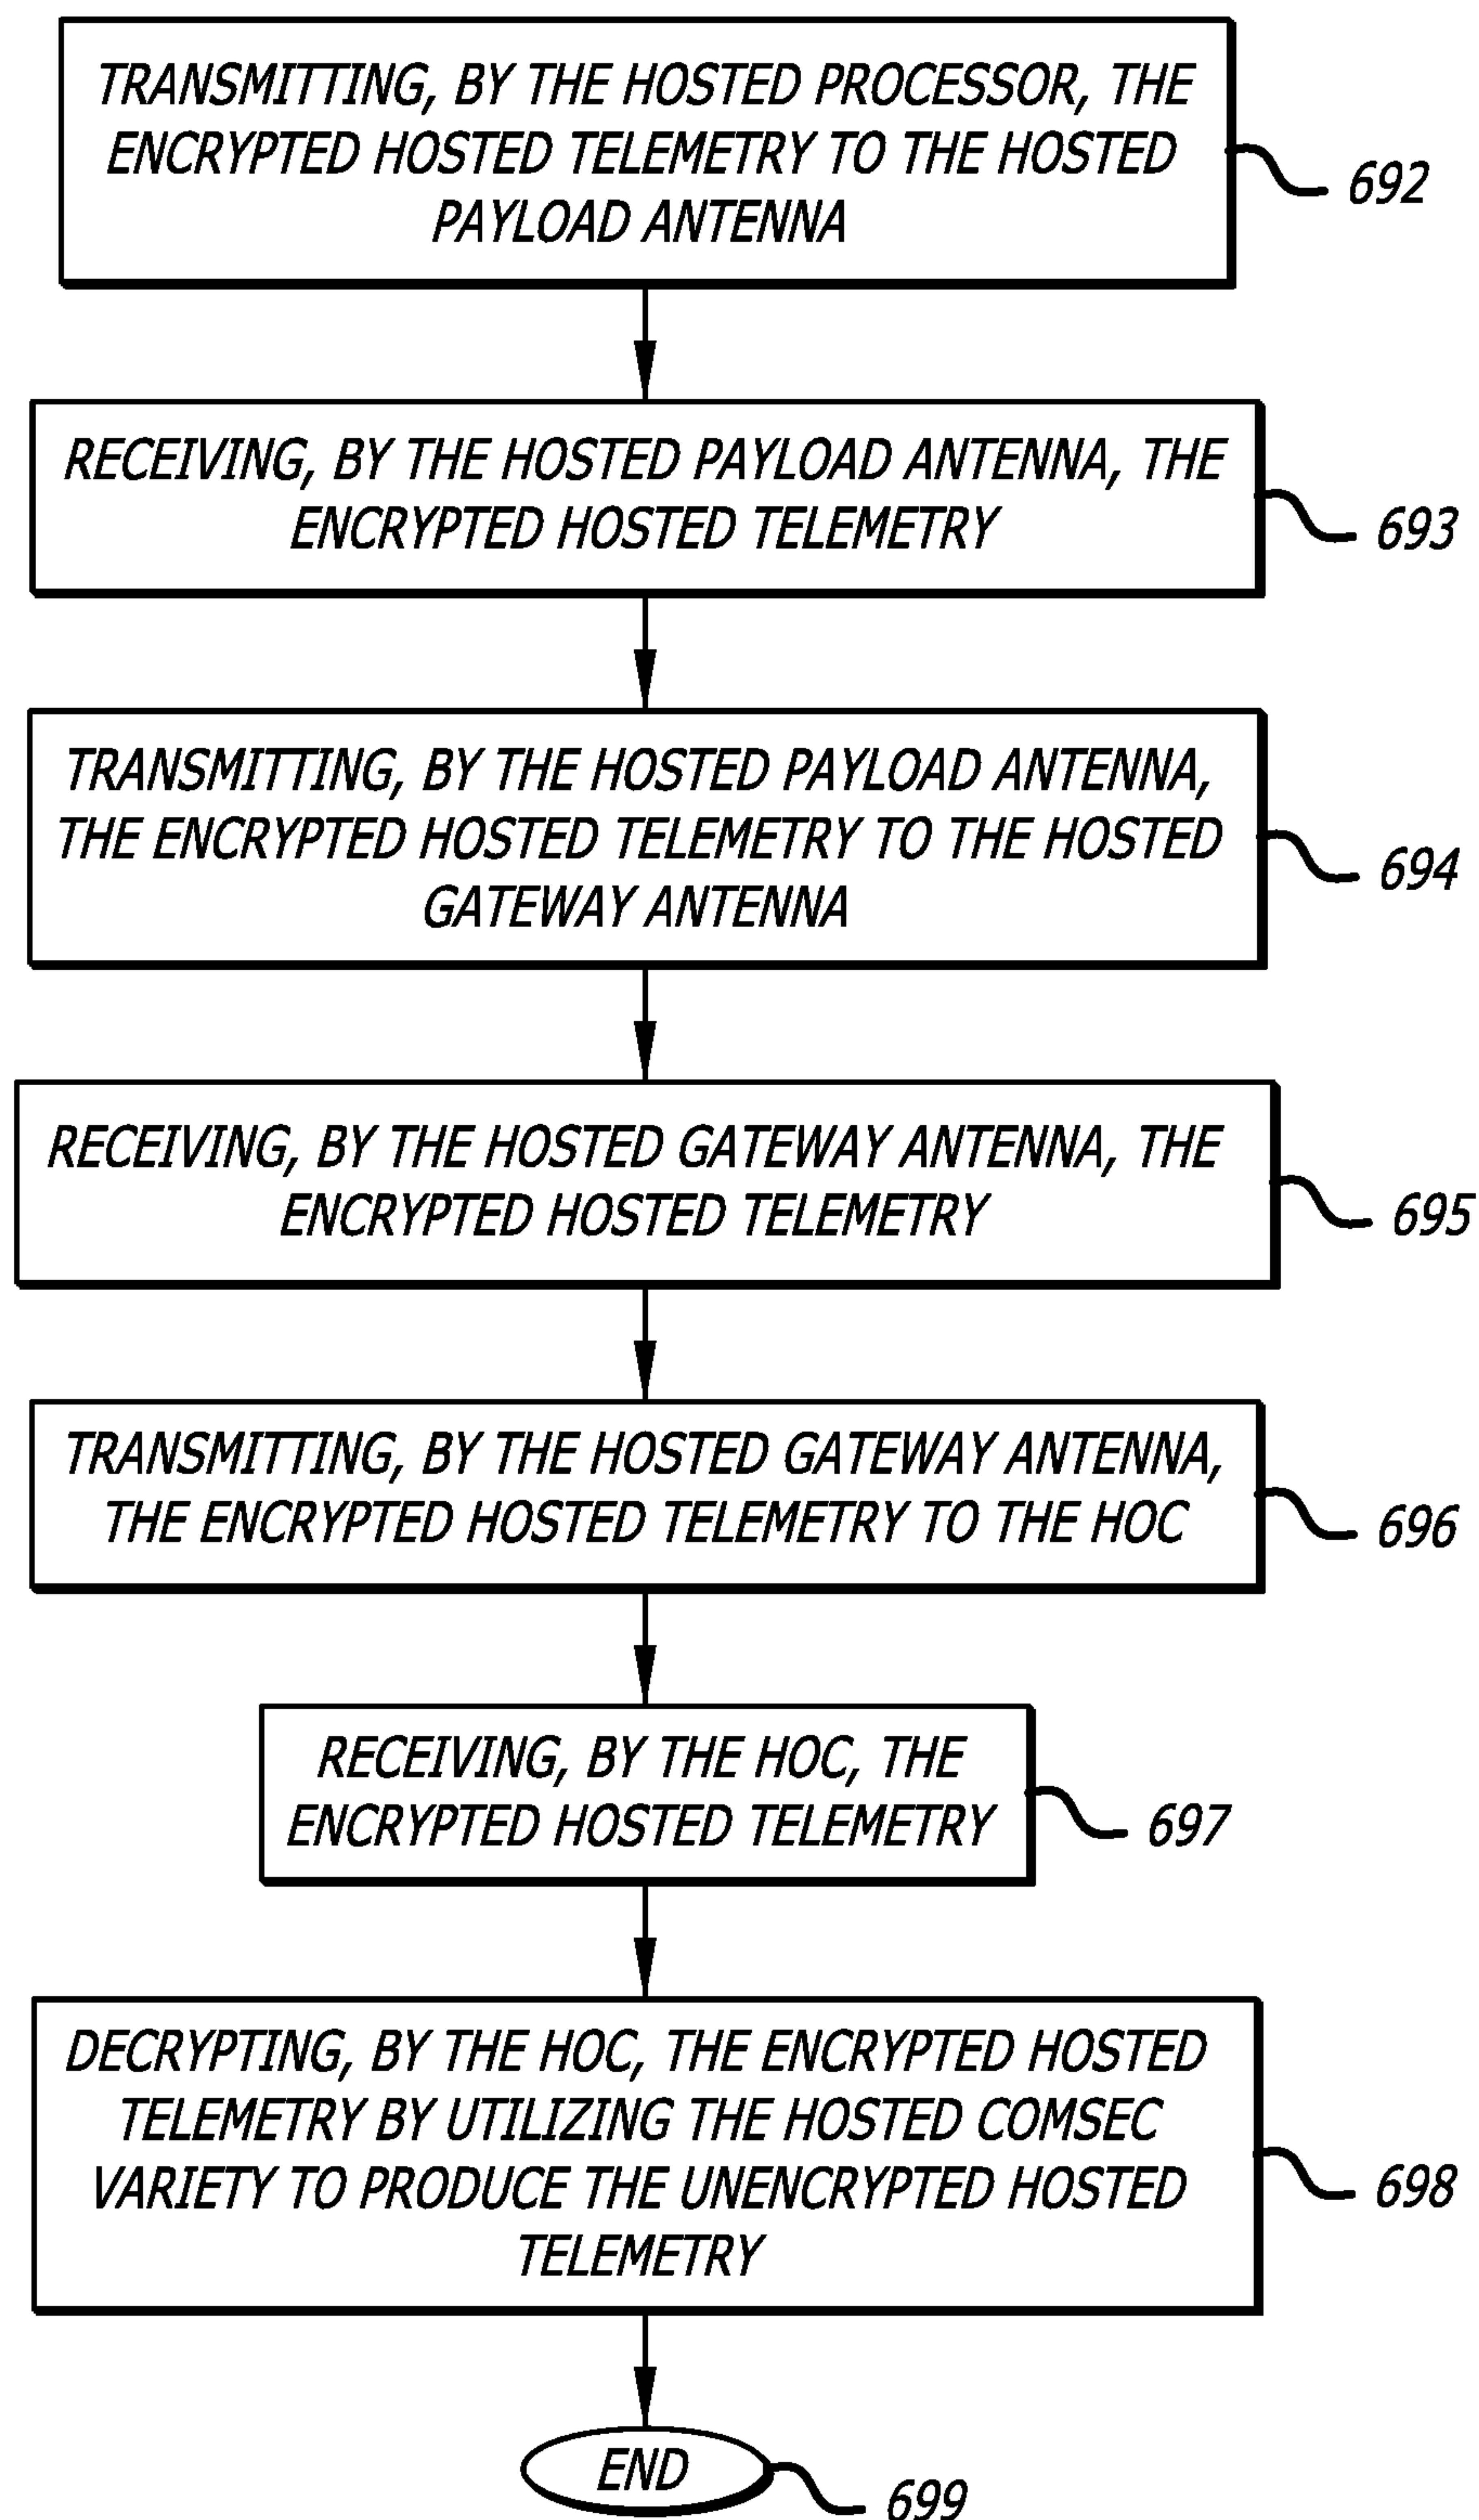 TRANSMITTING, BY THE HOSTED PROCESSOR, THE
ENCRYPTED HOSTED TELEMETRY TO THE HOSTED
PAYLOAD ANTENNA
692
RECEIVING, BY THE HOSTED PAYLOAD ANTENNA, THE
ENCRYPTED HOSTED TELEMETRY
693
TRANSMITTING, BY THE HOSTED PAYLOAD ANTENNA,
THE ENCRYPTED HOSTED TELEMETRY TO THE HOSTED
GATEWAY ANTENNA
694
RECEIVING, BY THE HOSTED GATEWAY ANTENNA, THE
ENCRYPTED HOSTED TELEMETRY
695
TRANSMITTING, BY THE HOSTED GATEWAY ANTENNA,
THE ENCRYPTED HOSTED TELEMETRY TO THE HOC
696
RECEIVING, BY THE HOC, THE
ENCRYPTED HOSTED TELEMETRY
697
DECRYPTING, BY THE HOC, THE ENCRYPTED HOSTED
TELEMETRY BY UTILIZING THE HOSTED COMSEC
VARIETY TO PRODUCE THE UNENCRYPTED HOSTED
TELEMETRY
698
END
699